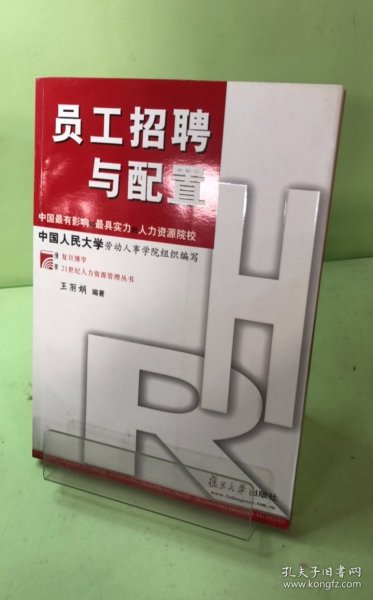 员工招聘
与配置
中国最有影响 最具实力 人力资源院校
中国人民大学劳动人事学院组织编写
复旦博学
21世纪人力资源管理丛书
王丽娟 编著
HR
复旦大学出版社
www.fudanpress.com.cn
孔夫子旧书网
www.kongfz.com